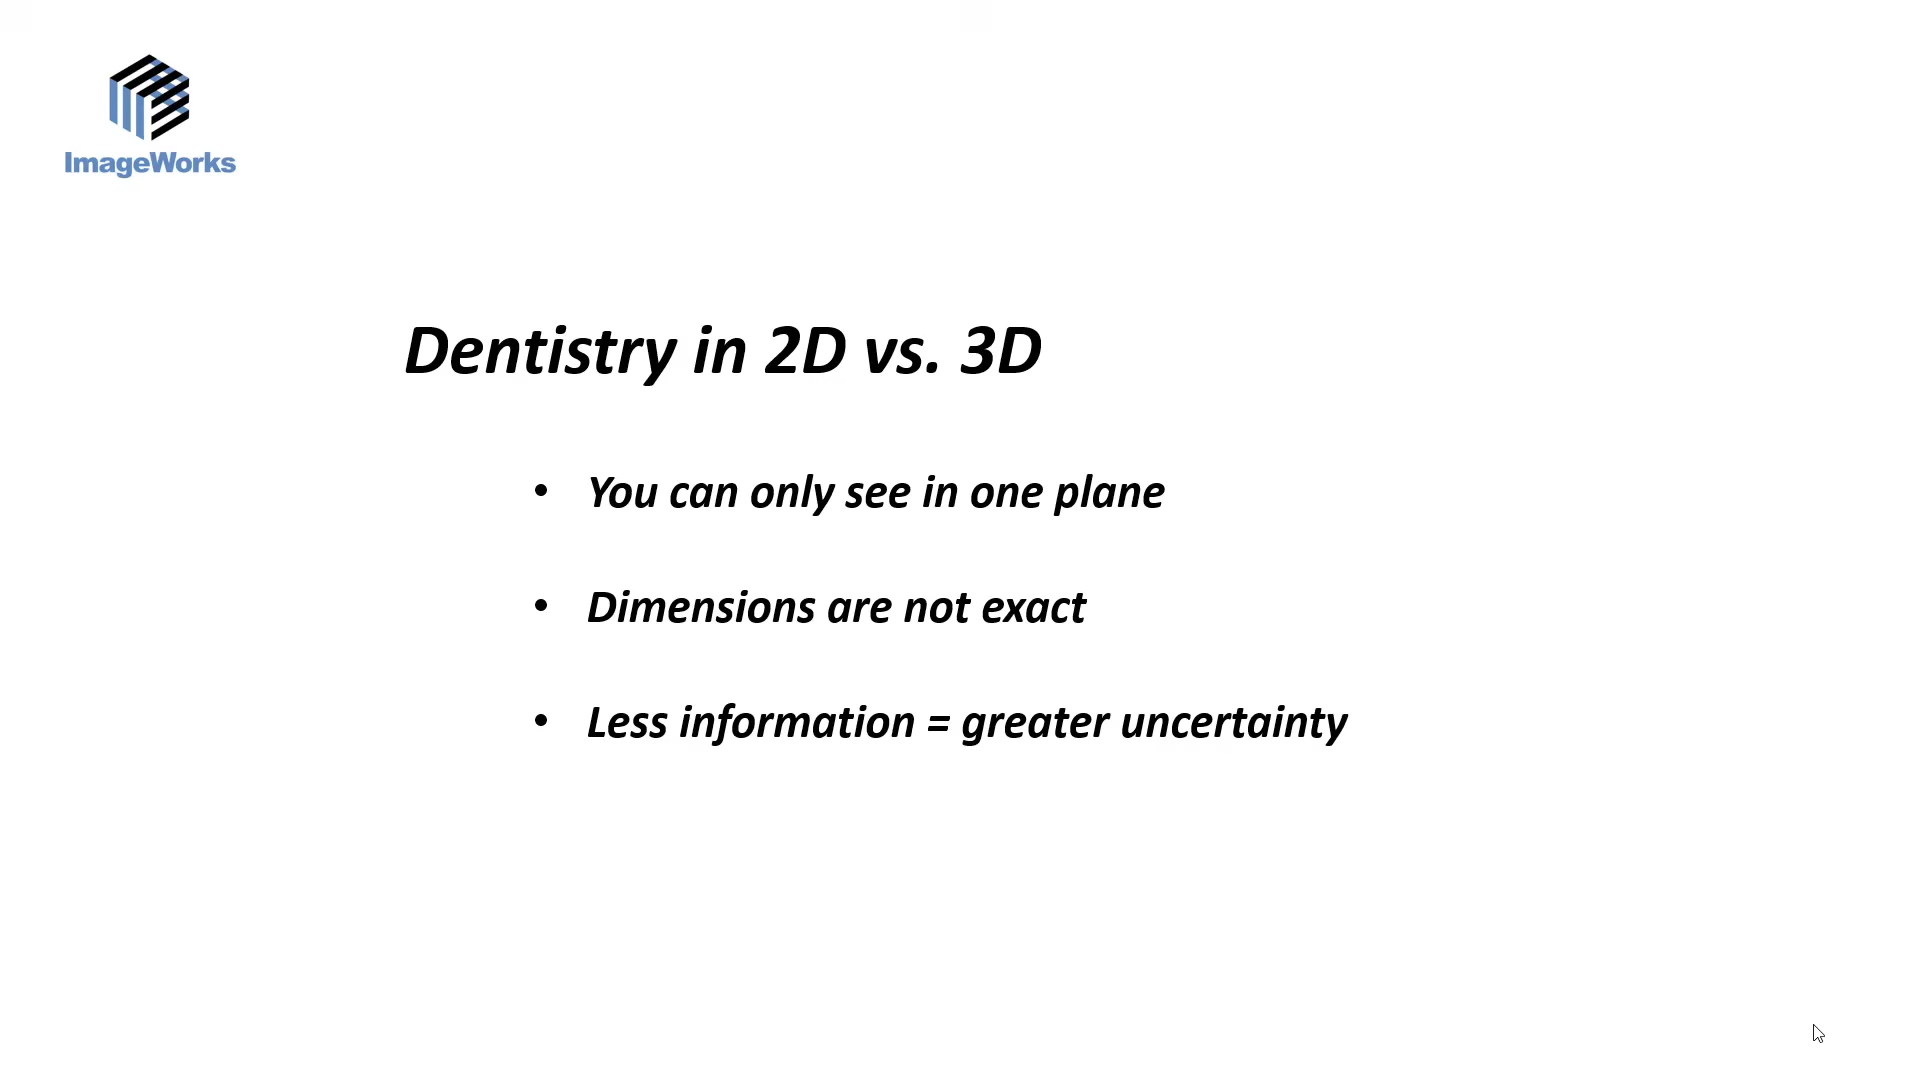 ImageWorks
Dentistry in 2D vs. 3D
• You can only see in one plane
• Dimensions are not exact
• Less information = greater uncertainty